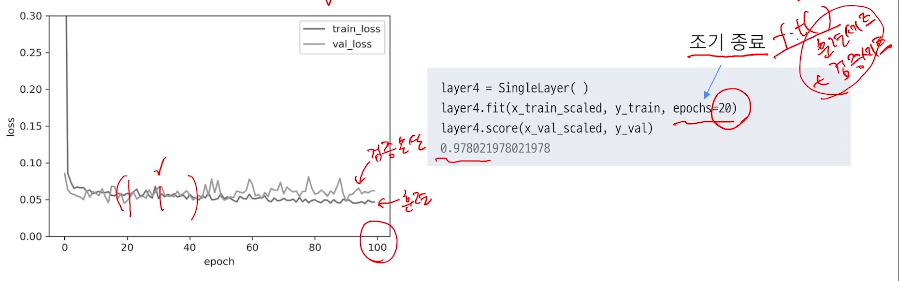 0.30
0.25
0.20
0.15
0.10
0.05
0.00
loss
0
20
40
60
80
100
epoch
train_loss
val_loss
검증손실
훈련
조기 종료
fit(
훈련세트
x 검증세트
layer4 = SingleLayer( )
layer4.fit(x_train_scaled, y_train, epochs=20)
layer4.score(x_val_scaled, y_val)
0.978021978021978